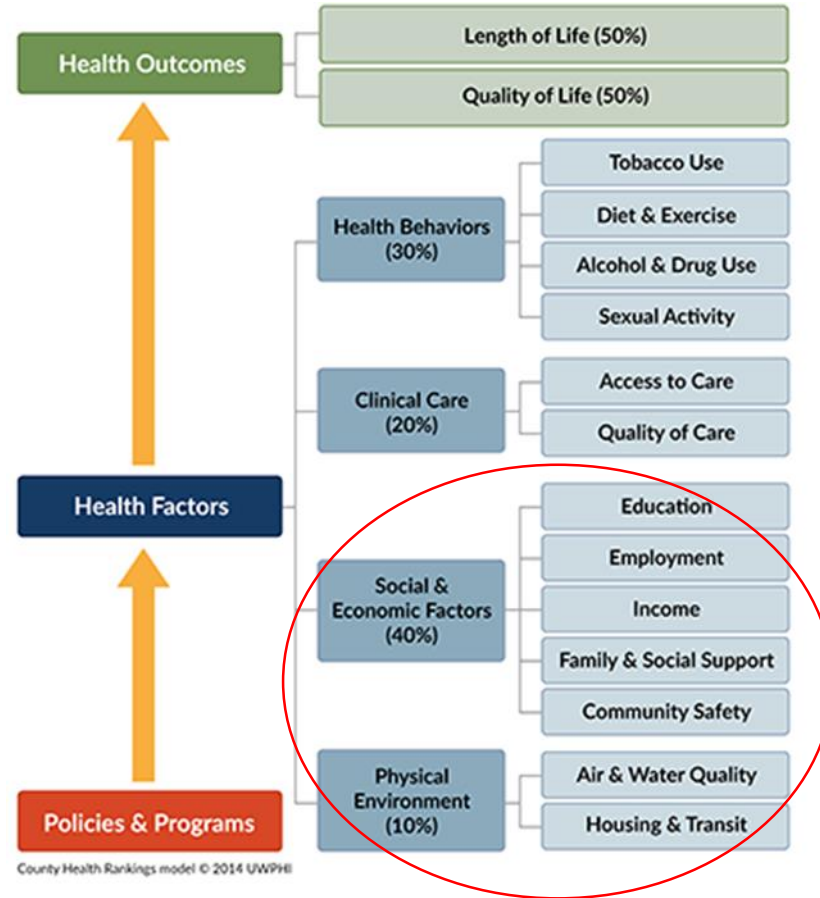 Health Outcomes
Length of Life (50%)
Quality of Life (50%)
Health Behaviors
(30%)
Tobacco Use
Diet & Exercise
Alcohol & Drug Use
Sexual Activity
Clinical Care
(20%)
Access to Care
Quality of Care
Health Factors
Social &
Economic Factors
(40%)
Education
Employment
Income
Family & Social Support
Community Safety
Physical
Environment
(10%)
Air & Water Quality
Housing & Transit
Policies & Programs
County Health Rankings model © 2014 UWPHI